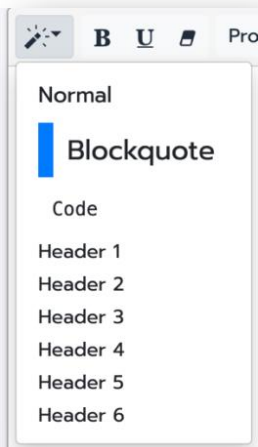 B U Pro
Normal
Blockquote
Code
Header 1
Header 2
Header 3
Header 4
Header 5
Header 6